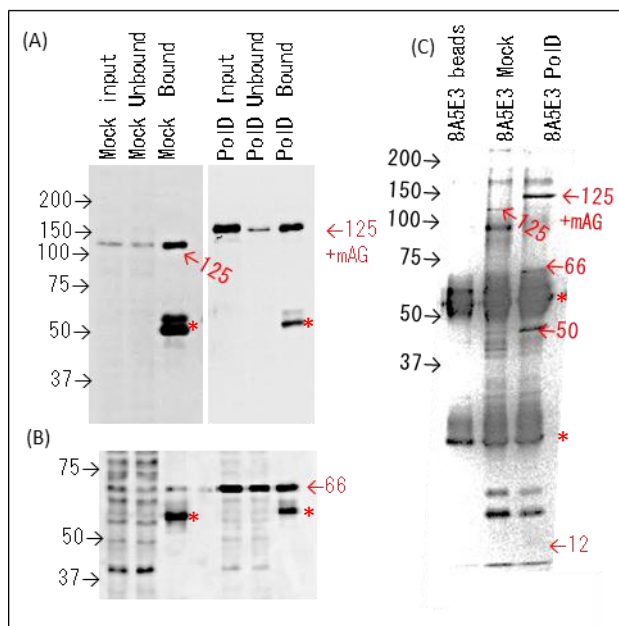 (A)
Mock input
Mock Unbound
Mock Bound
PolD Input
PolD Unbound
PolD Bound
200→
150→
100→
75→
50→
37→
←125
+mAG
←125
*
*
(B)
75→
50→
37→
←66
*
*
(C)
8A5E3 beads
8A5E3 Mock
8A5E3 PolD
200→
150→
100→
75→
50→
37→
←125
+mAG
←125
←66
*
←50
*
←12